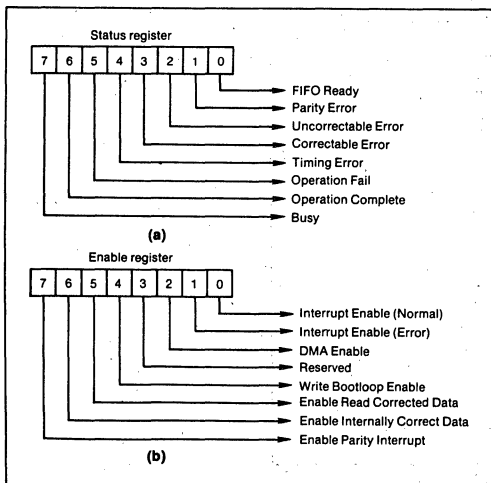 Status register
7 6 5 4 3 2 1 0
FIFO Ready
Parity Error
Uncorrectable Error
Correctable Error
Timing Error
Operation Fail
Operation Complete
Busy
(a)
Enable register
7 6 5 4 3 2 1 0
Interrupt Enable (Normal)
Interrupt Enable (Error)
DMA Enable
Reserved
Write Bootloop Enable
Enable Read Corrected Data
Enable Internally Correct Data
Enable Parity Interrupt
(b)